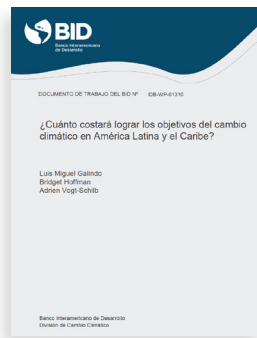 BID
Banco Interamericano
de Desarrollo
DOCUMENTO DE TRABAJO DEL BID Nº IDB-WP-01310
¿Cuánto costará lograr los objetivos del cambio
climático en América Latina y el Caribe?
Luis Miguel Galindo
Bridget Hoffman
Adrien Vogt-Schilb
Banco Interamericano de Desarrollo
División de Cambio Climático